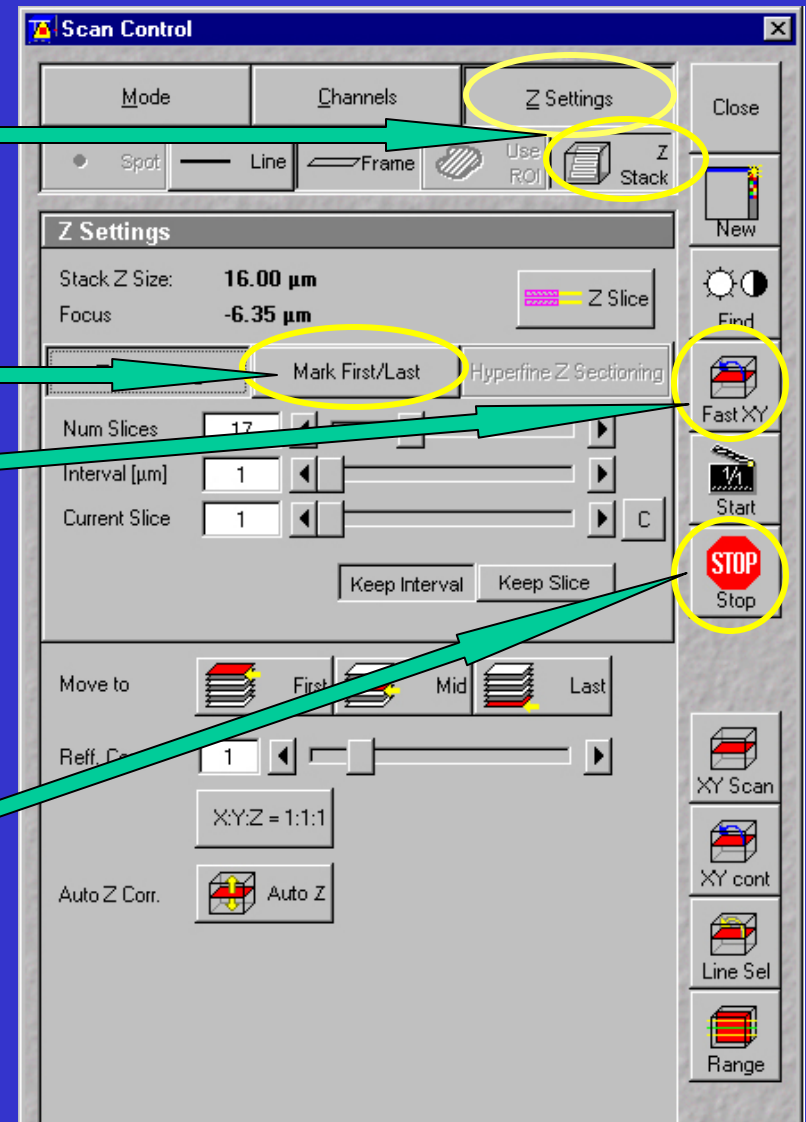 Scan Control
Mode Channels Z Settings
Close
Spot Line Frame Use ROI Z Stack
New
Z Settings
Stack Z Size: 16.00 µm
Focus -6.35 µm
Z Slice
Find
Mark First/Last Hyperfine Z Sectioning
Fast XY
Num Slices 17
Interval [µm] 1
Current Slice 1 C
1/1
Start
Keep Interval Keep Slice
STOP
Stop
Move to First Mid Last
Reff. 1
XY Scan
X:Y:Z = 1:1:1
XY cont
Auto Z Corr. Auto Z
Line Sel
Range